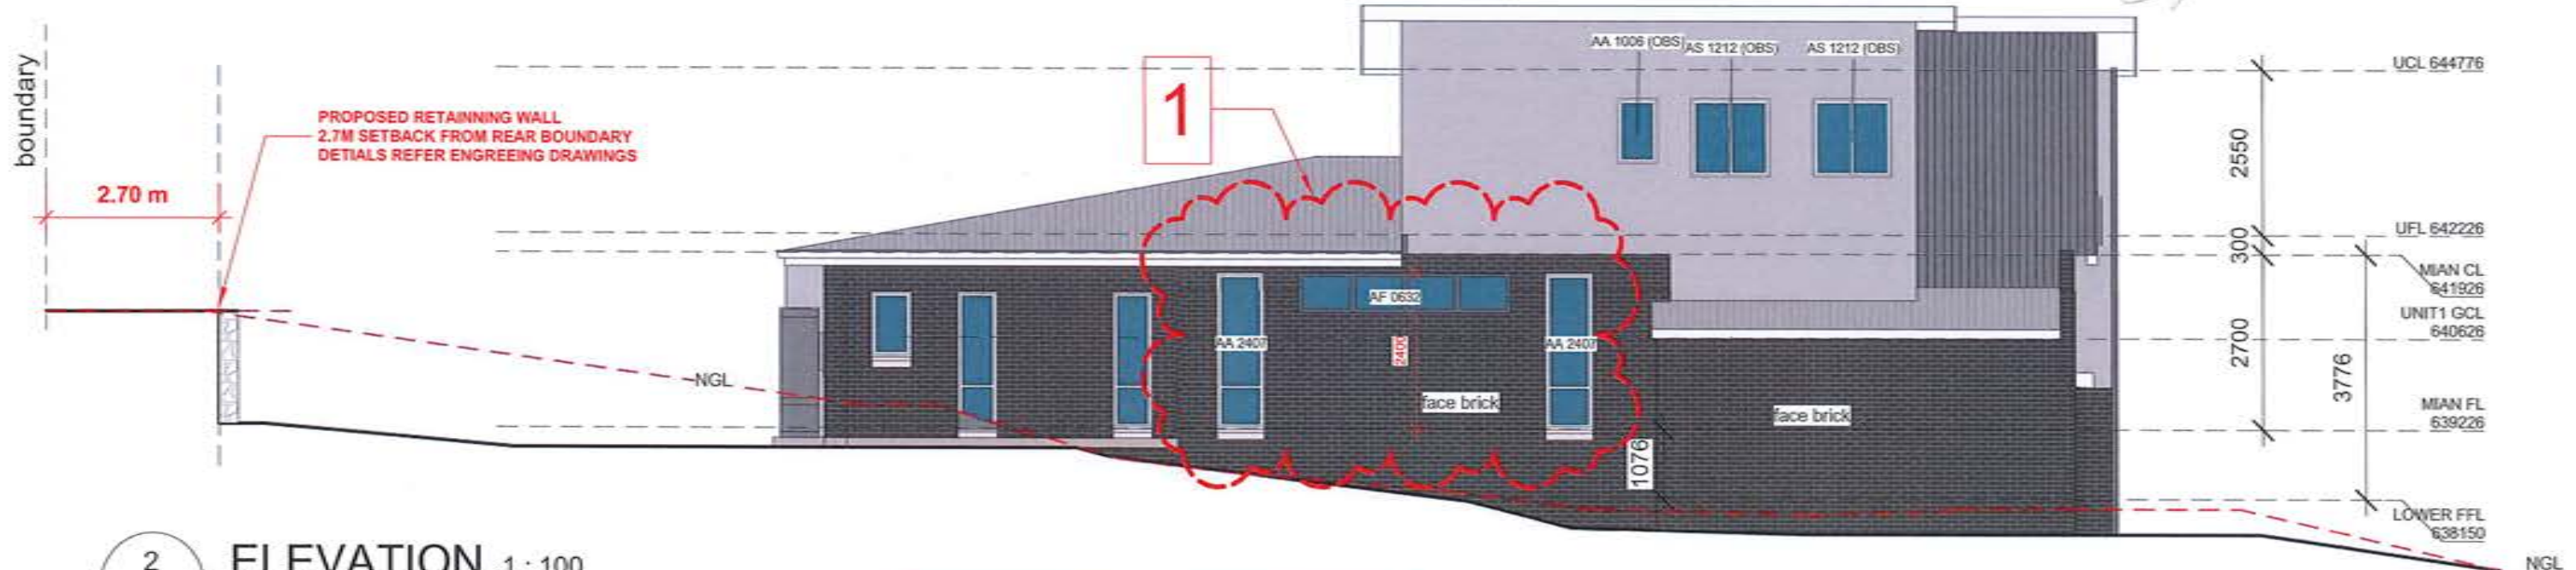 boundary
2.70 m
PROPOSED RETAINNING WALL
2.7M SETBACK FROM REAR BOUNDARY
DETIALS REFER ENGREEING DRAWINGS
1
AA 1006 (OBS)
AS 1212 (OBS)
AS 1212 (OBS)
UCL 644776
2550
UFL 642226
300
MIAN CL
641926
UNIT1 GCL
640626
2700
3776
MIAN FL
639226
LOWER FFL
638150
NGL
NGL
AA 2407
AF 0632
2400
AA 2407
face brick
face brick
1076
2
ELEVATION 1 : 100